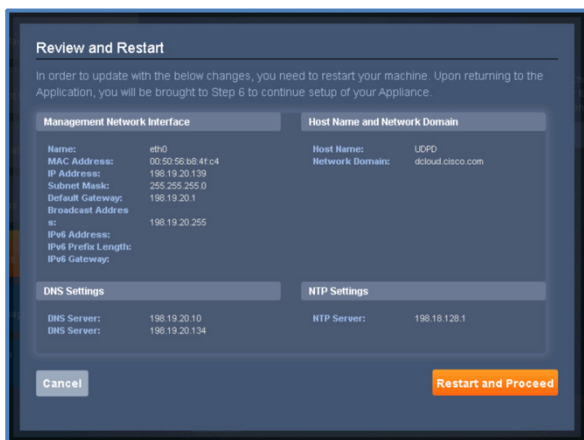 Review and Restart
In order to update with the below changes, you need to restart your machine. Upon returning to the
Application, you will be brought to Step 6 to continue setup of your Appliance.
Management Network Interface
Name: eth0
MAC Address: 00:50:56:b8:4f:c4
IP Address: 198.19.20.139
Subnet Mask: 255.255.255.0
Default Gateway: 198.19.20.1
Broadcast Addres
s: 198.19.20.255
IPv6 Address:
IPv6 Prefix Length:
IPv6 Gateway:
Host Name and Network Domain
Host Name: UDPD
Network Domain: dcloud.cisco.com
DNS Settings
DNS Server: 198.19.20.10
DNS Server: 198.19.20.134
NTP Settings
NTP Server: 198.18.128.1
Cancel
Restart and Proceed